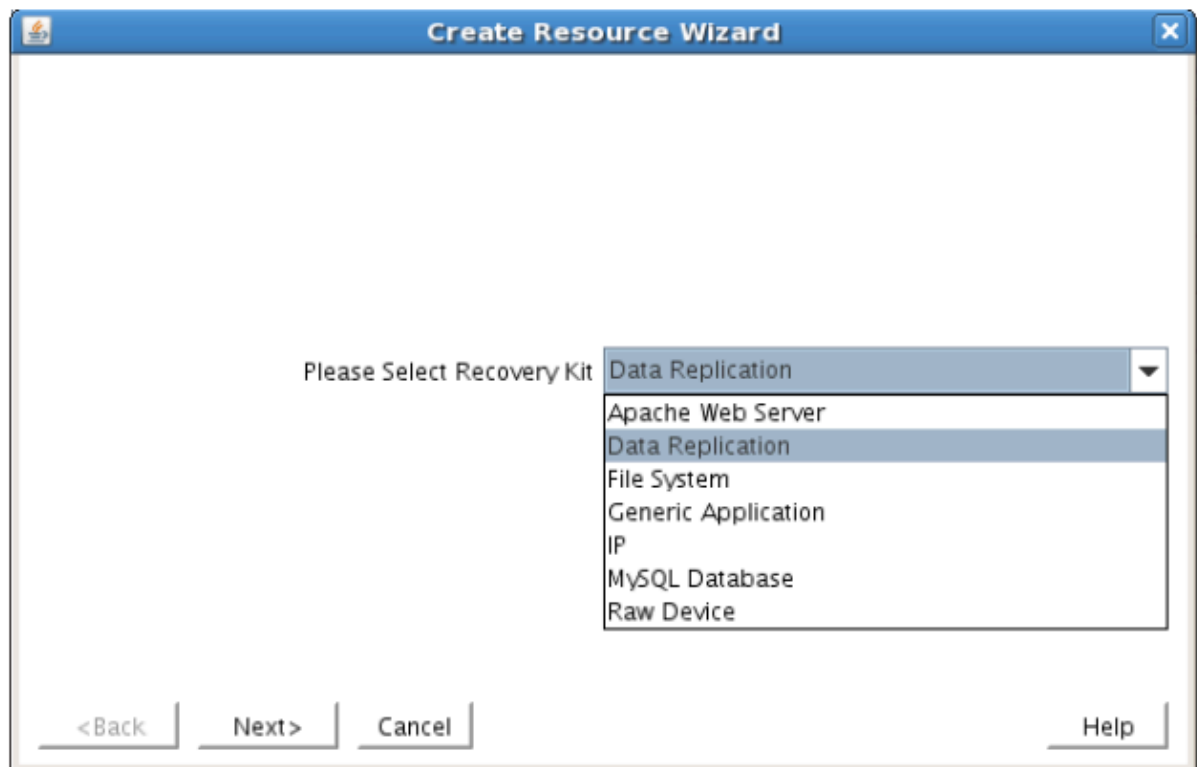 Create Resource Wizard
Please Select Recovery Kit Data Replication
Apache Web Server
Data Replication
File System
Generic Application
IP
MySQL Database
Raw Device
<Back Next> Cancel Help